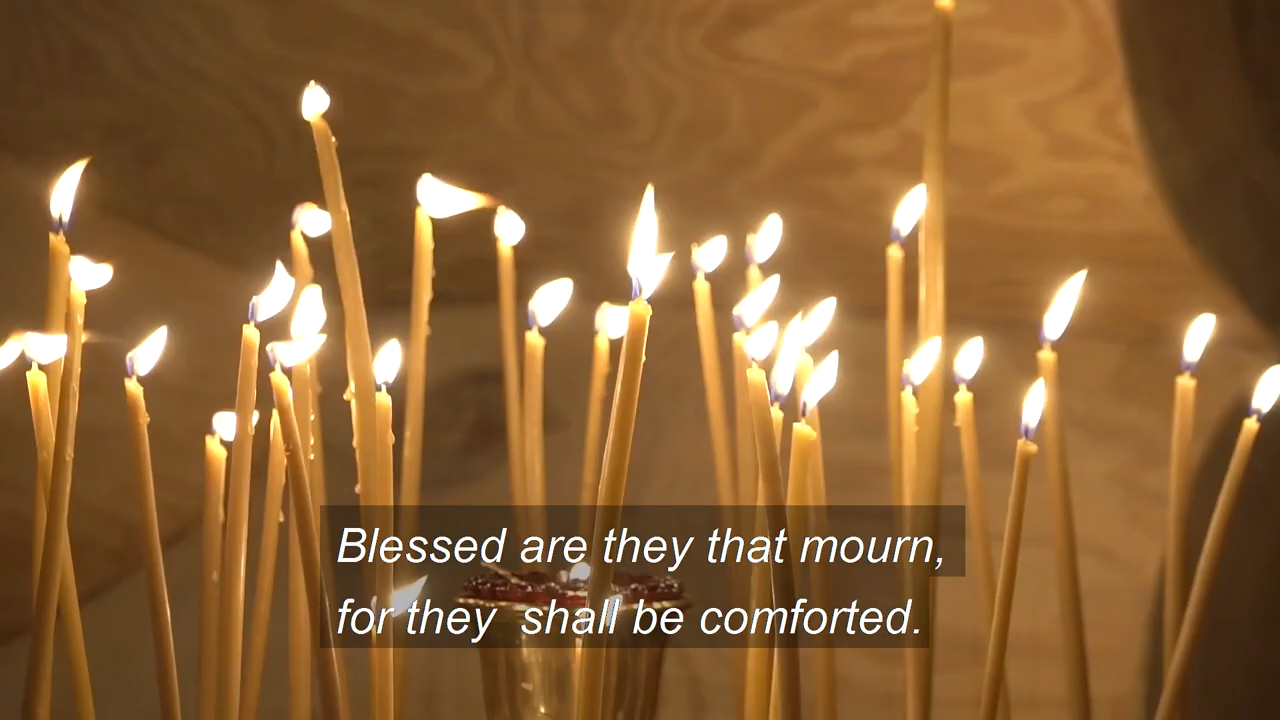 Blessed are they that mourn,
for they  shall be comforted.